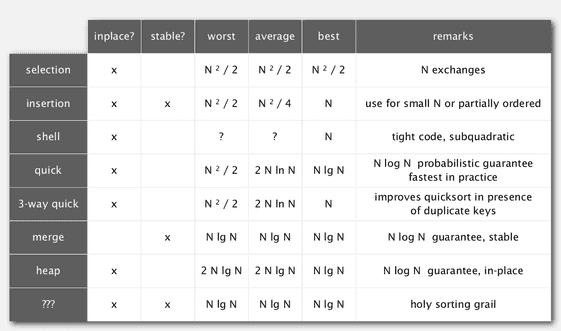 inplace? stable? worst average best remarks
selection x N ² / 2 N ² / 2 N ² / 2 N exchanges
insertion x x N ² / 2 N ² / 4 N use for small N or partially ordered
shell x ? ? N tight code, subquadratic
quick x N ² / 2 2 N ln N N lg N N log N probabilistic guarantee
fastest in practice
3-way quick x N ² / 2 2 N ln N N improves quicksort in presence
of duplicate keys
merge x N lg N N lg N N lg N N log N guarantee, stable
heap x 2 N lg N 2 N lg N N lg N N log N guarantee, in-place
??? x x N lg N N lg N N lg N holy sorting grail